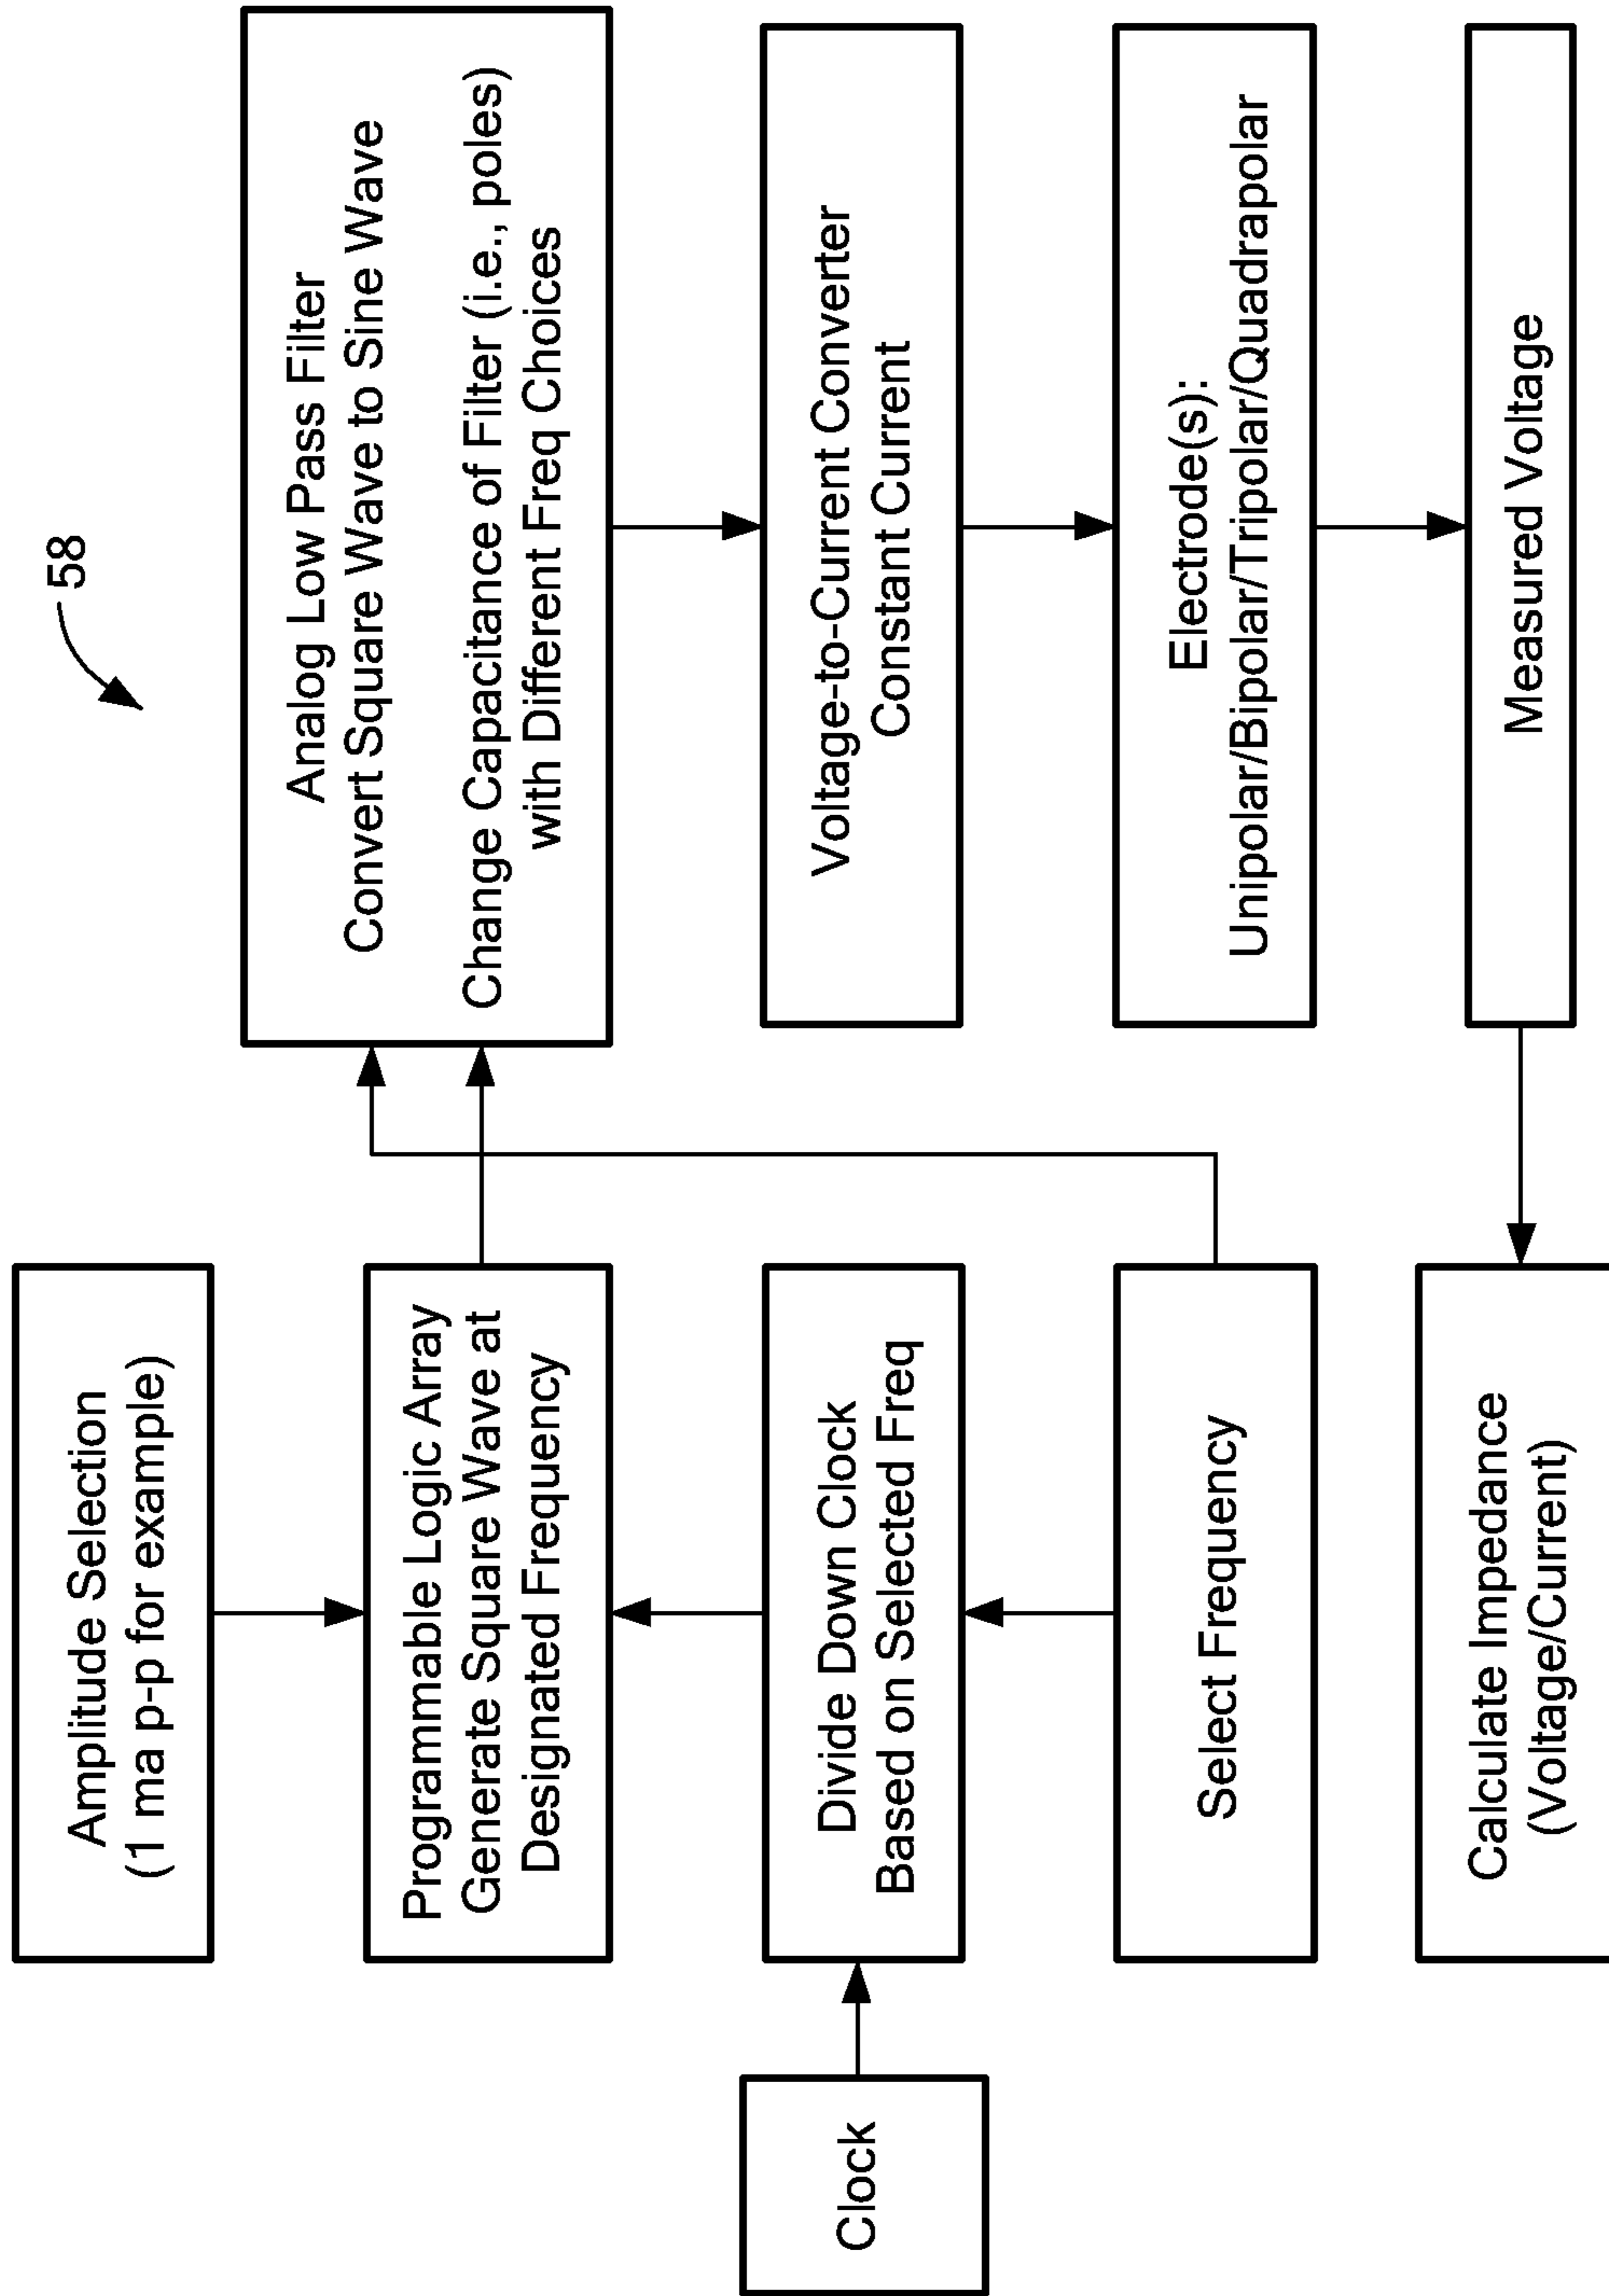 58
Amplitude Selection
(1 ma p-p for example)
Programmable Logic Array
Generate Square Wave at
Designated Frequency
Clock
Divide Down Clock
Based on Selected Freq
Select Frequency
Analog Low Pass Filter
Convert Square Wave to Sine Wave
Change Capacitance of Filter (i.e., poles)
with Different Freq Choices
Voltage-to-Current Converter
Constant Current
Electrode(s):
Unipolar/Bipolar/Tripolar/Quadrapolar
Measured Voltage
Calculate Impedance
(Voltage/Current)